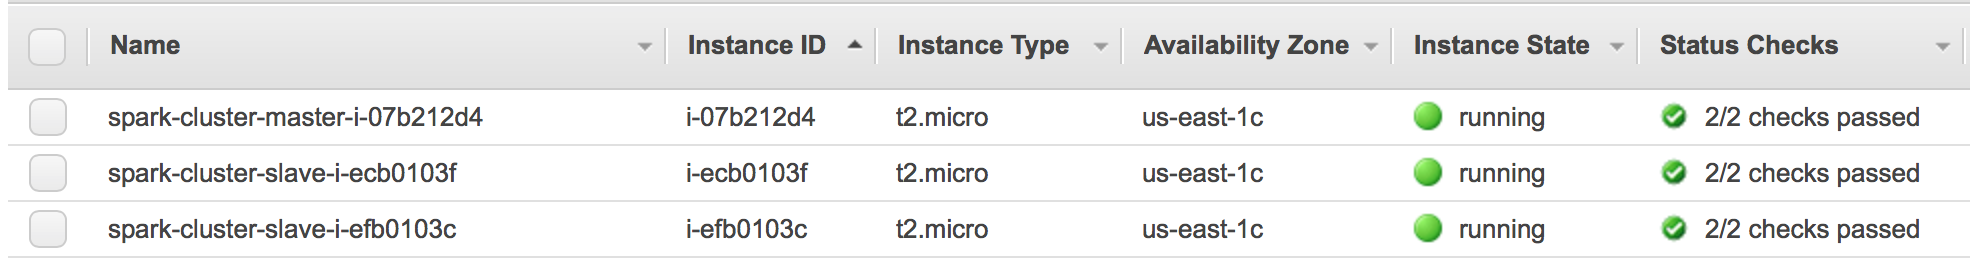 Name Instance ID Instance Type Availability Zone Instance State Status Checks
spark-cluster-master-i-07b212d4 i-07b212d4 t2.micro us-east-1c running 2/2 checks passed
spark-cluster-slave-i-ecb0103f i-ecb0103f t2.micro us-east-1c running 2/2 checks passed
spark-cluster-slave-i-efb0103c i-efb0103c t2.micro us-east-1c running 2/2 checks passed